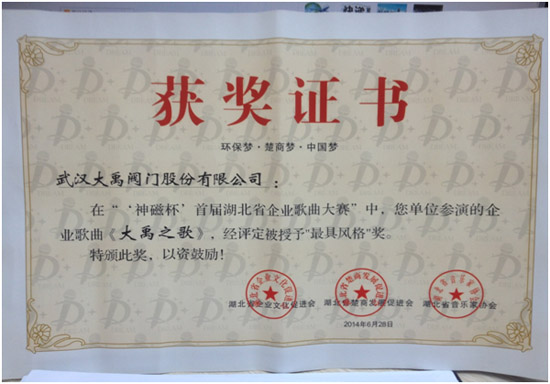 获奖证书
环保梦·楚商梦·中国梦
武汉大禹阀门股份有限公司：
在“‘神磁杯’首届湖北省企业歌曲大赛”中，您单位参演的企
业歌曲《大禹之歌》，经评定被授予“最具风格”奖。
特颁此奖，以资鼓励！
湖北省企业文化促进会 湖北省楚商发展促进会 湖北省音乐家协会
2014年6月28日